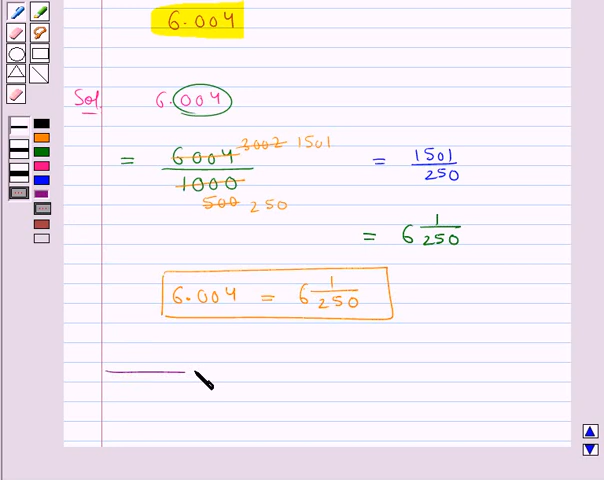 6.004
Sol. 6.004
= 6004 3002 1501 / 1000 500 250 = 1501/250
= 6 1/250
6.004 = 6 1/250